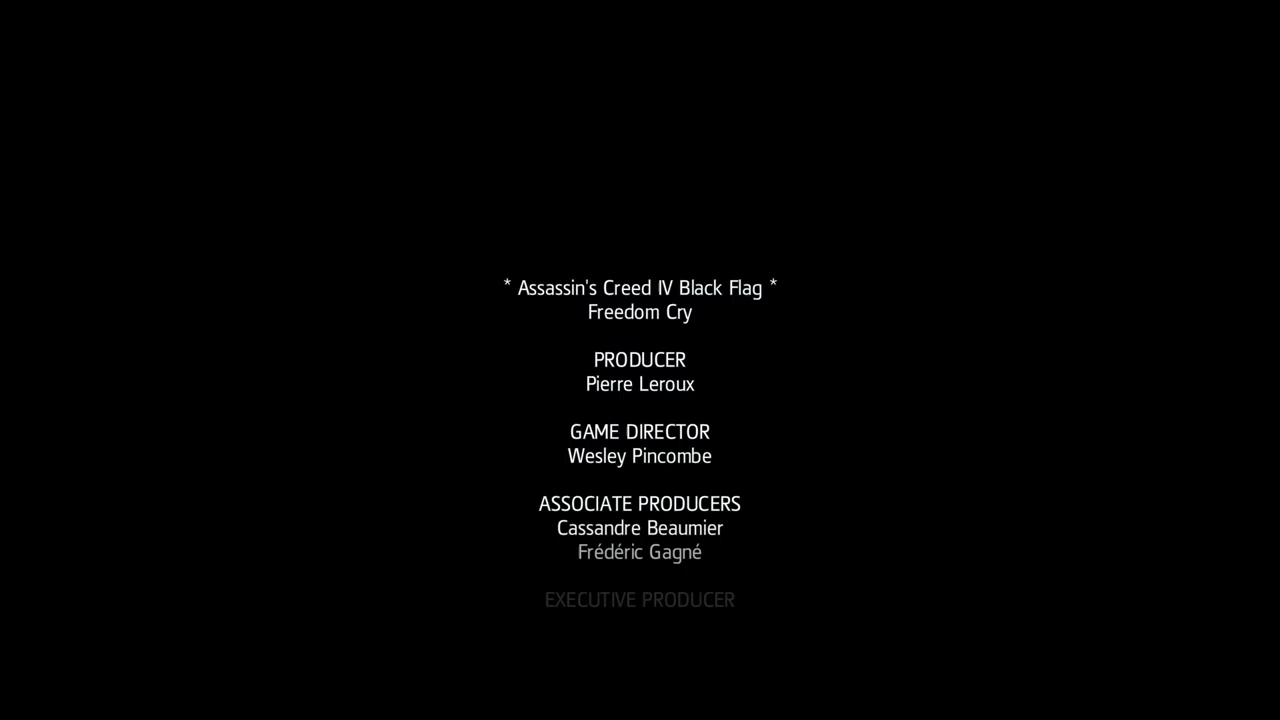 * Assassin's Creed IV Black Flag *
Freedom Cry
PRODUCER
Pierre Leroux
GAME DIRECTOR
Wesley Pincombe
ASSOCIATE PRODUCERS
Cassandre Beaumier
Frédéric Gagné
EXECUTIVE PRODUCER